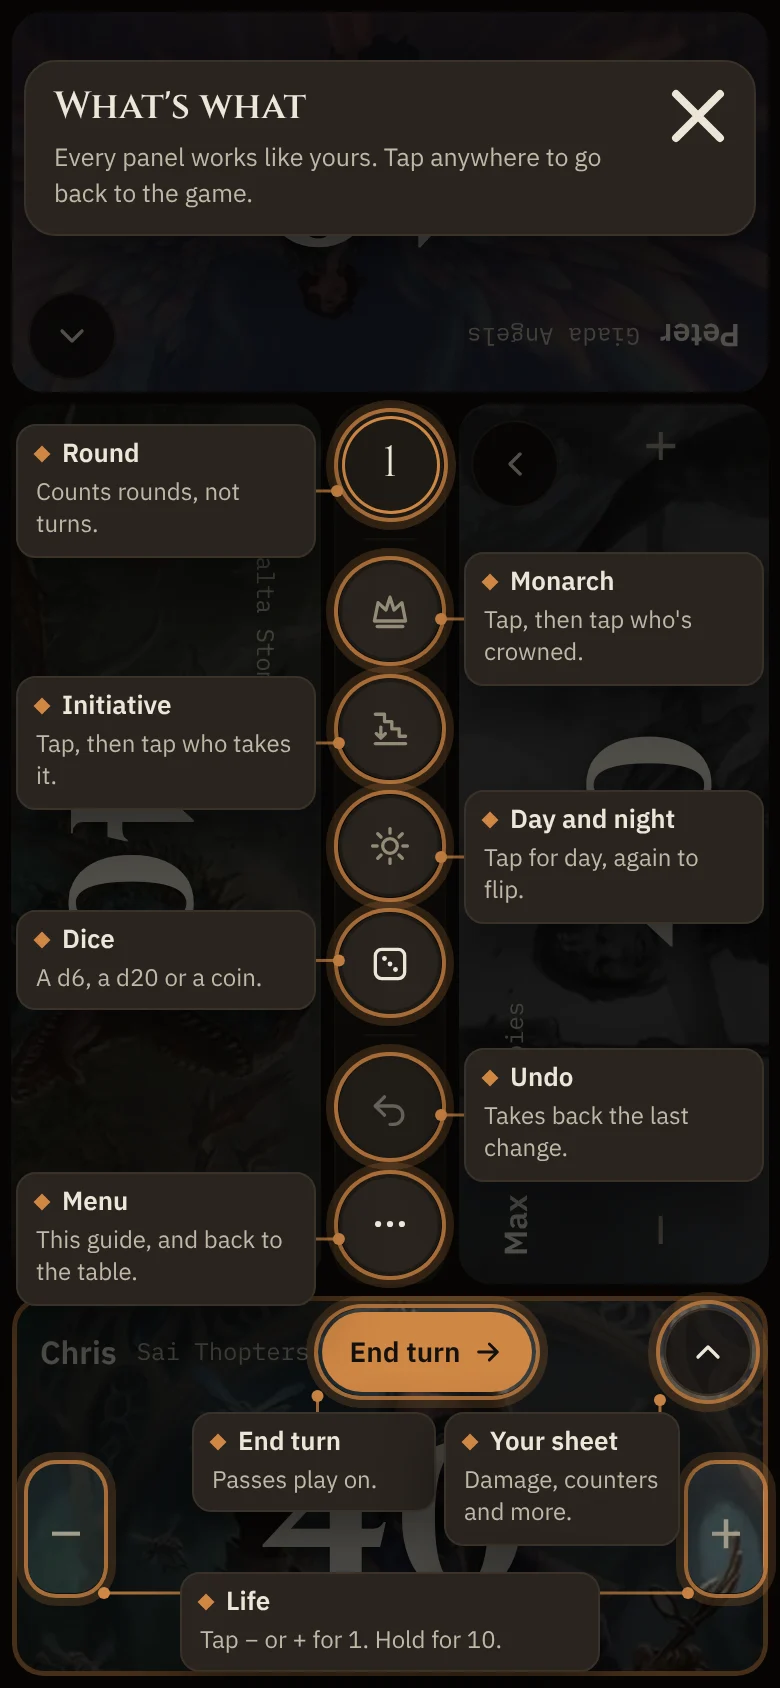 What's what
Every panel works like yours. Tap anywhere to go
back to the game.
Peter Giada Angels
Round
Counts rounds, not
turns.
1
Monarch
Tap, then tap who's
crowned.
Initiative
Tap, then tap who takes
it.
Day and night
Tap for day, again to
flip.
Dice
A d6, a d20 or a coin.
Undo
Takes back the last
change.
Max
Menu
This guide, and back to
the table.
Chris Sai Thopters
End turn →
End turn
Passes play on.
Your sheet
Damage, counters
and more.
− +
40
Life
Tap − or + for 1. Hold for 10.